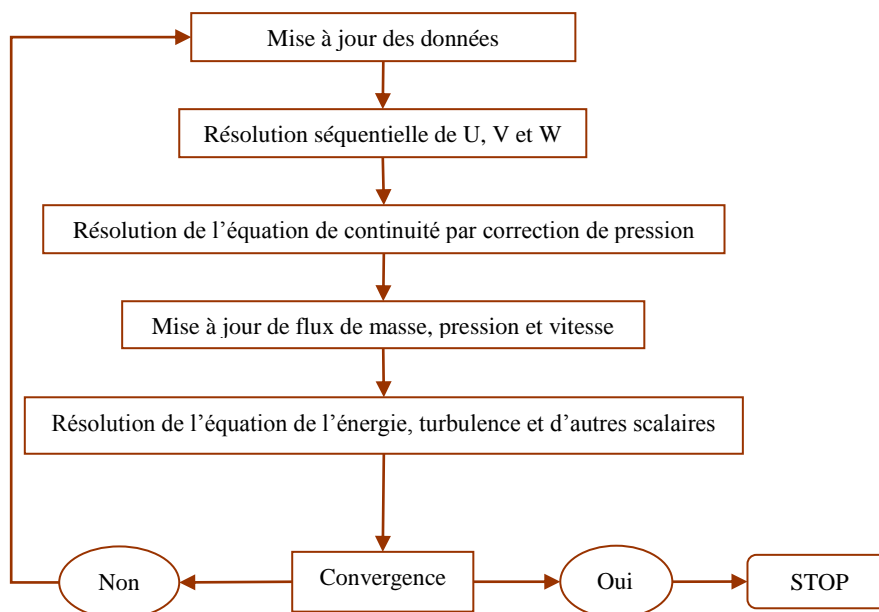 Mise à jour des données
Résolution séquentielle de U, V et W
Résolution de l’équation de continuité par correction de pression
Mise à jour de flux de masse, pression et vitesse
Résolution de l’équation de l’énergie, turbulence et d’autres scalaires
Non
Convergence
Oui
STOP